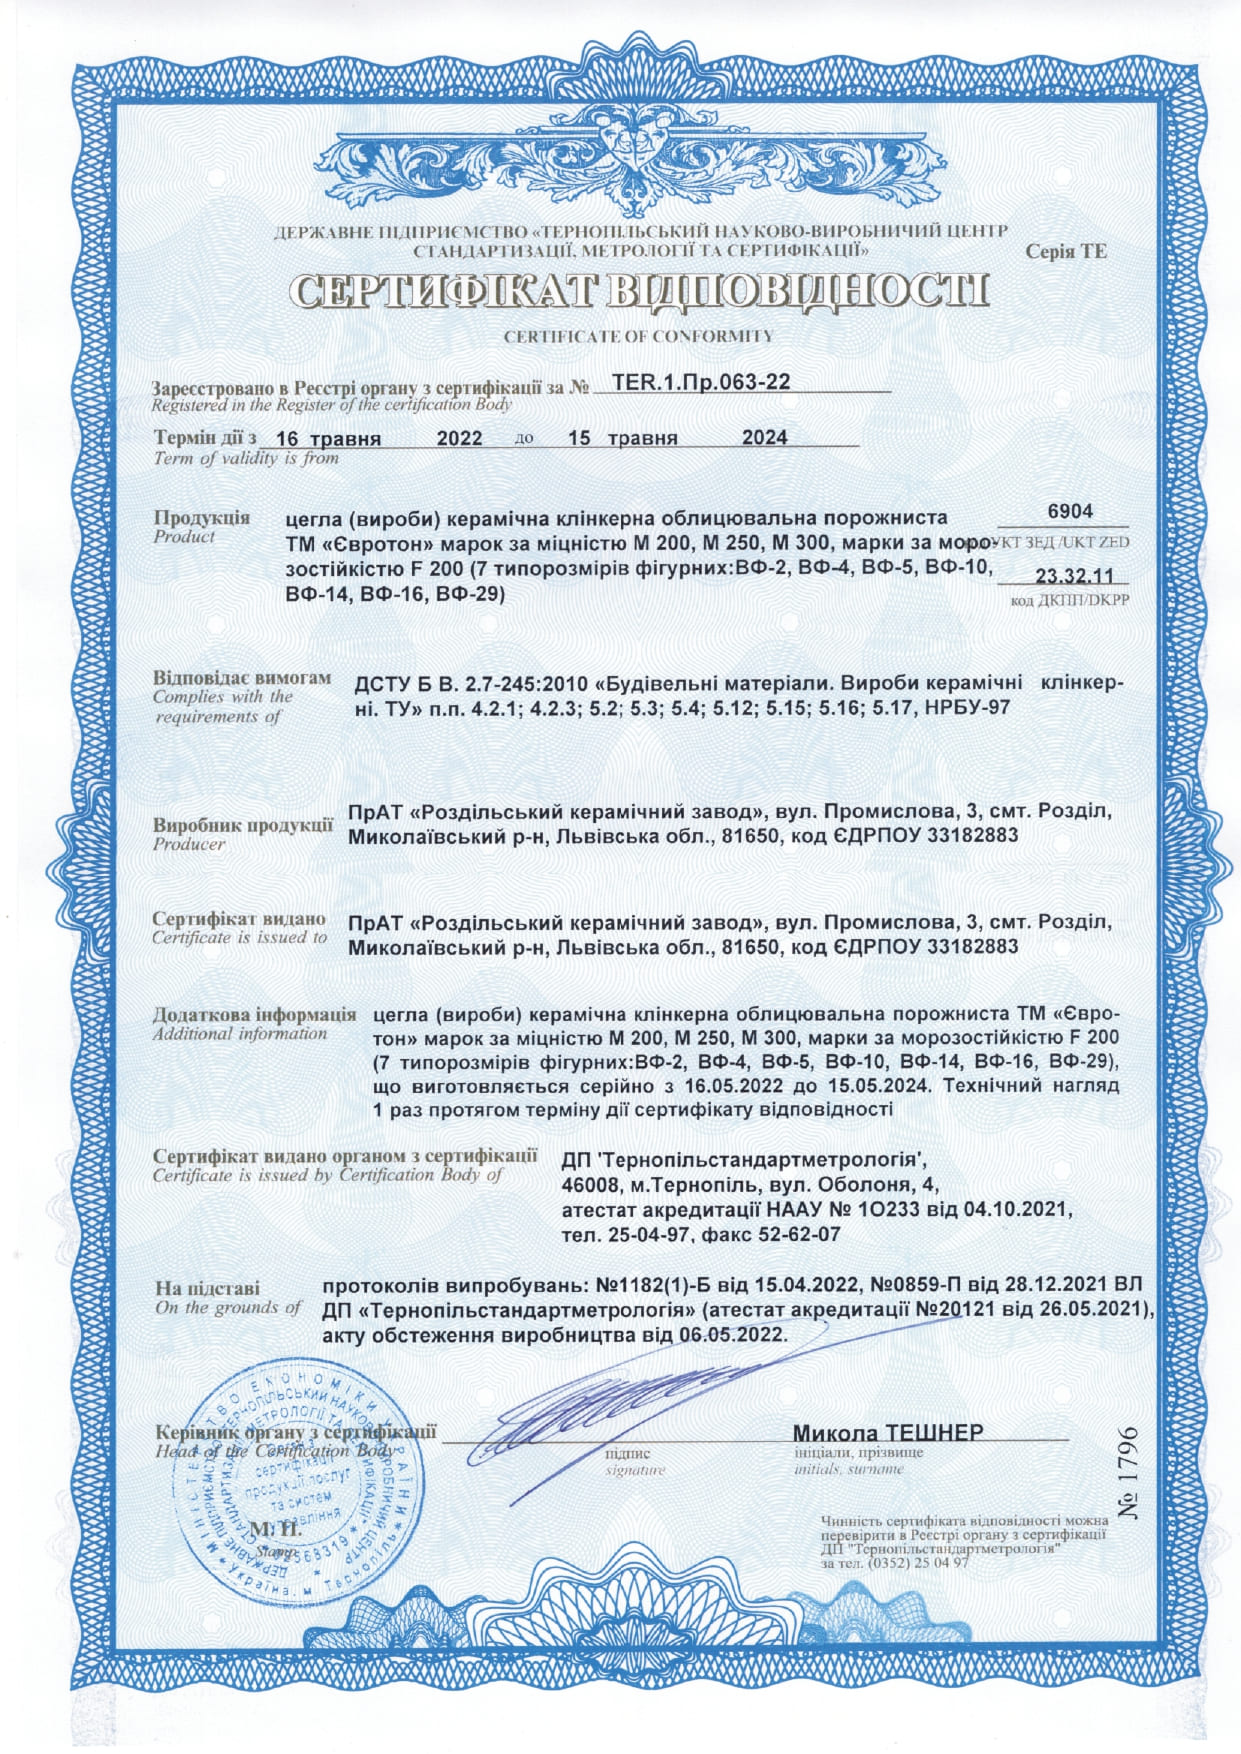 ДЕРЖАВНЕ ПІДПРИЄМСТВО «ТЕРНОПІЛЬСЬКИЙ НАУКОВО-ВИРОБНИЧИЙ ЦЕНТР
СТАНДАРТИЗАЦІЇ, МЕТРОЛОГІЇ ТА СЕРТИФІКАЦІЇ»
Серія ТЕ
СЕРТИФІКАТ ВІДПОВІДНОСТІ
CERTIFICATE OF CONFORMITY
Зареєстровано в Реєстрі органу з сертифікації за № TER.1.Пр.063-22
Registered in the Register of the certification Body
Термін дії з 16 травня 2022 до 15 травня 2024
Term of validity is from
Продукція
Product
цегла (вироби) керамічна клінкерна облицювальна порожниста
ТМ «Євротон» марок за міцністю М 200, М 250, М 300, марки за моро-
зостійкістю F 200 (7 типорозмірів фігурних:ВФ-2, ВФ-4, ВФ-5, ВФ-10,
ВФ-14, ВФ-16, ВФ-29)
6904
УКТ ЗЕД /UKT ZED
23.32.11
код ДКПП/DKPP
Відповідає вимогам
Complies with the
requirements of
ДСТУ Б В. 2.7-245:2010 «Будівельні матеріали. Вироби керамічні клінкер-
ні. ТУ» п.п. 4.2.1; 4.2.3; 5.2; 5.3; 5.4; 5.12; 5.15; 5.16; 5.17, НРБУ-97
Виробник продукції
Producer
ПрАТ «Роздільський керамічний завод», вул. Промислова, 3, смт. Розділ,
Миколаївський р-н, Львівська обл., 81650, код ЄДРПОУ 33182883
Сертифікат видано
Certificate is issued to
ПрАТ «Роздільський керамічний завод», вул. Промислова, 3, смт. Розділ,
Миколаївський р-н, Львівська обл., 81650, код ЄДРПОУ 33182883
Додаткова інформація
Additional information
цегла (вироби) керамічна клінкерна облицювальна порожниста ТМ «Євро-
тон» марок за міцністю М 200, М 250, М 300, марки за морозостійкістю F 200
(7 типорозмірів фігурних:ВФ-2, ВФ-4, ВФ-5, ВФ-10, ВФ-14, ВФ-16, ВФ-29),
що виготовляється серійно з 16.05.2022 до 15.05.2024. Технічний нагляд
1 раз протягом терміну дії сертифікату відповідності
Сертифікат видано органом з сертифікації
Certificate is issued by Certification Body of
ДП 'Тернопільстандартметрологія',
46008, м.Тернопіль, вул. Оболоня, 4,
атестат акредитації НААУ № 1О233 від 04.10.2021,
тел. 25-04-97, факс 52-62-07
На підставі
On the grounds of
протоколів випробувань: №1182(1)-Б від 15.04.2022, №0859-П від 28.12.2021 ВЛ
ДП «Тернопільстандартметрологія» (атестат акредитації №20121 від 26.05.2021),
акту обстеження виробництва від 06.05.2022.
Керівник органу з сертифікації
Head of the Certification Body
підпис
signature
Микола ТЕШНЕР
ініціали, прізвище
initials, surname
М. П.
Stamp
МІНІСТЕРСТВО ЕКОНОМІКИ УКРАЇНИ
Україна, м. Тернопіль
ДЕРЖАВНЕ ПІДПРИЄМСТВО ТЕРНОПІЛЬСЬКИЙ НАУКОВО-ВИРОБНИЧИЙ ЦЕНТР
СТАНДАРТИЗАЦІЇ МЕТРОЛОГІЇ ТА СЕРТИФІКАЦІЇ
Орган з
сертифікації
продукції, послуг
та систем
управління
02568319
№ 1796
Чинність сертифіката відповідності можна
перевірити в Реєстрі органу з сертифікації
ДП "Тернопільстандартметрологія"
за тел. (0352) 25 04 97